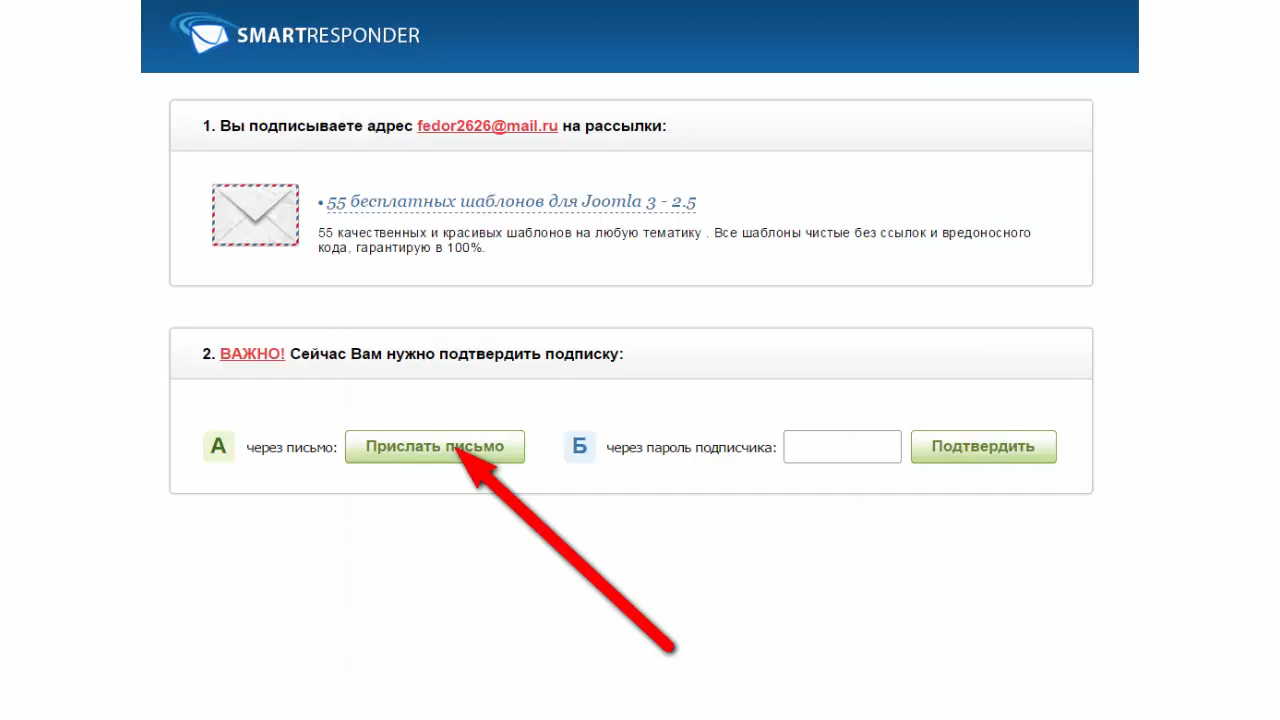 SMARTRESPONDER
1. Вы подписываете адрес fedor2626@mail.ru на рассылки:
• 55 бесплатных шаблонов для Joomla 3 - 2.5
55 качественных и красивых шаблонов на любую тематику . Все шаблоны чистые без ссылок и вредоносного
кода, гарантирую в 100%.
2. ВАЖНО! Сейчас Вам нужно подтвердить подписку:
А через письмо: Прислать письмо Б через пароль подписчика: Подтвердить